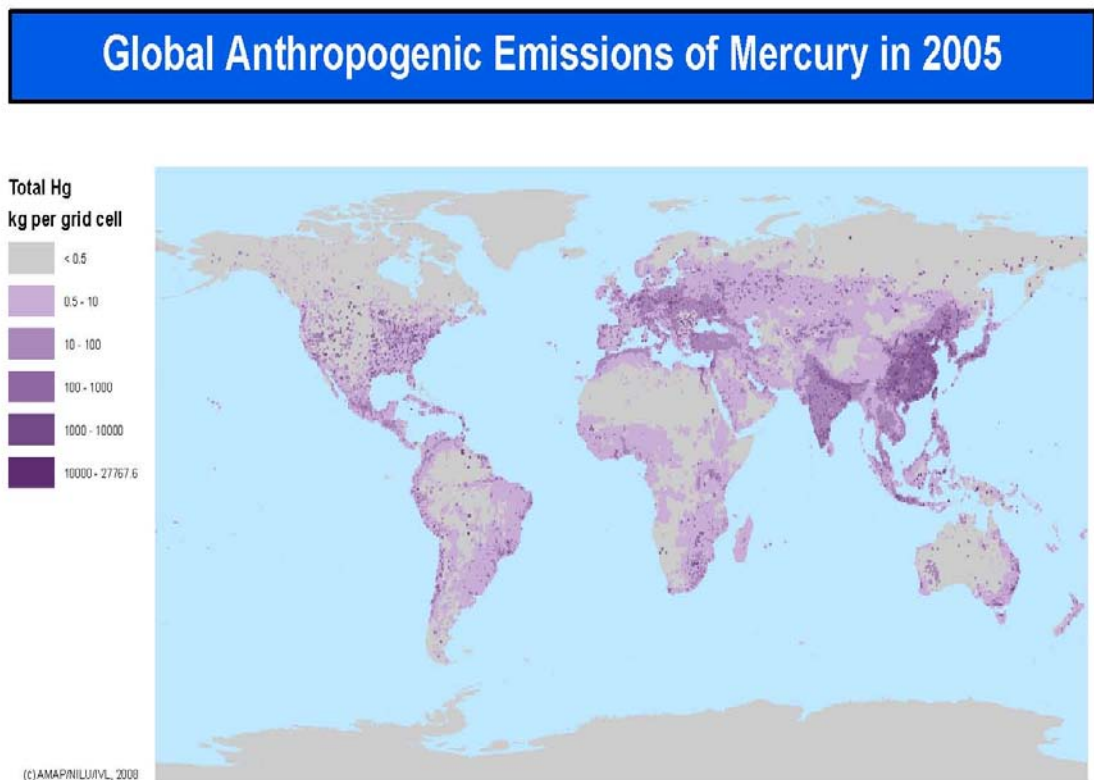 Global Anthropogenic Emissions of Mercury in 2005
Total Hg
kg per grid cell
< 0.5
0.5 - 10
10 - 100
100 - 1000
1000 - 10000
10000 - 27767.6
(c) AMAP/NILU/IVL, 2008